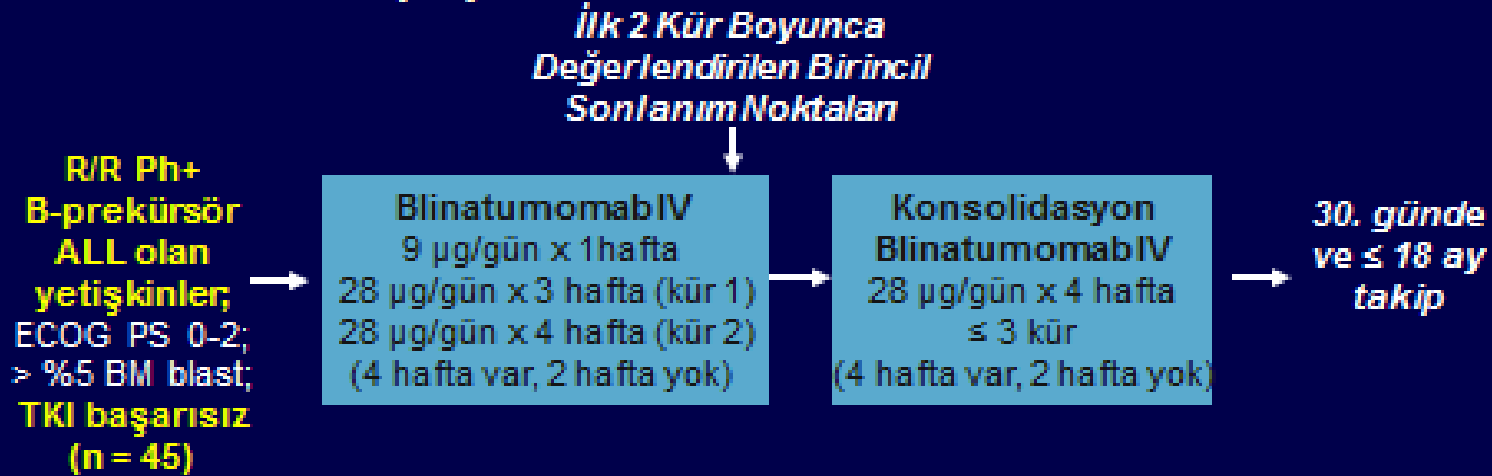 İlk 2 Kür Boyunca
Değerlendirilen Birincil
Sonlanım Noktaları
R/R Ph+
B-prekürsör
ALL olan
yetişkinler;
ECOG PS 0-2;
> %5 BM blast;
TKI başarısız
(n = 45)
Blinatumomab IV
9 µg/gün x 1 hafta
28 µg/gün x 3 hafta (kür 1)
28 µg/gün x 4 hafta (kür 2)
(4 hafta var, 2 hafta yok)
Konsolidasyon
Blinatumomab IV
28 µg/gün x 4 hafta
≤ 3 kür
(4 hafta var, 2 hafta yok)
30. günde
ve ≤ 18 ay
takip